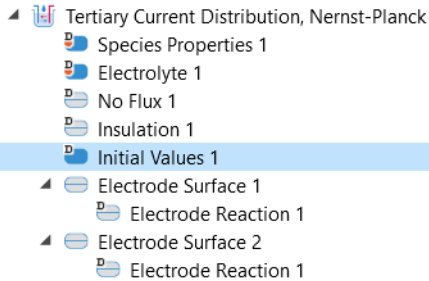 Tertiary Current Distribution, Nernst-Planck
D Species Properties 1
D Electrolyte 1
D No Flux 1
D Insulation 1
D Initial Values 1
Electrode Surface 1
D Electrode Reaction 1
Electrode Surface 2
D Electrode Reaction 1